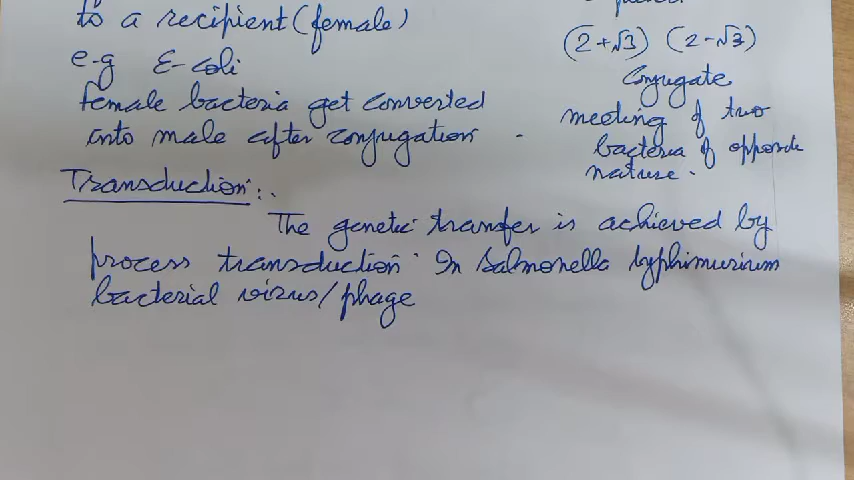 to a recipient (female)
e-g E-coli
female bacteria get converted
into male after conjugation -
(2+√3) (2-√3)
Conjugate
meeting of two
bacteria of opposite
nature.
Transduction:-
The genetic transfer is achieved by
process transduction. In Salmonella typhimurium
bacterial virus/phage